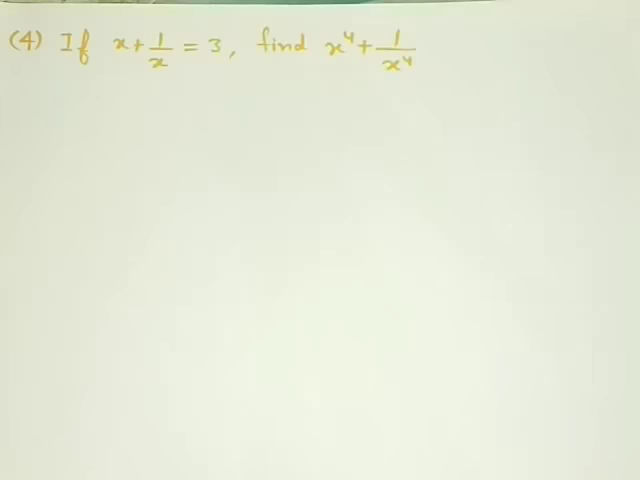 (4) If x + 1/x = 3, find x⁴ + 1/x⁴